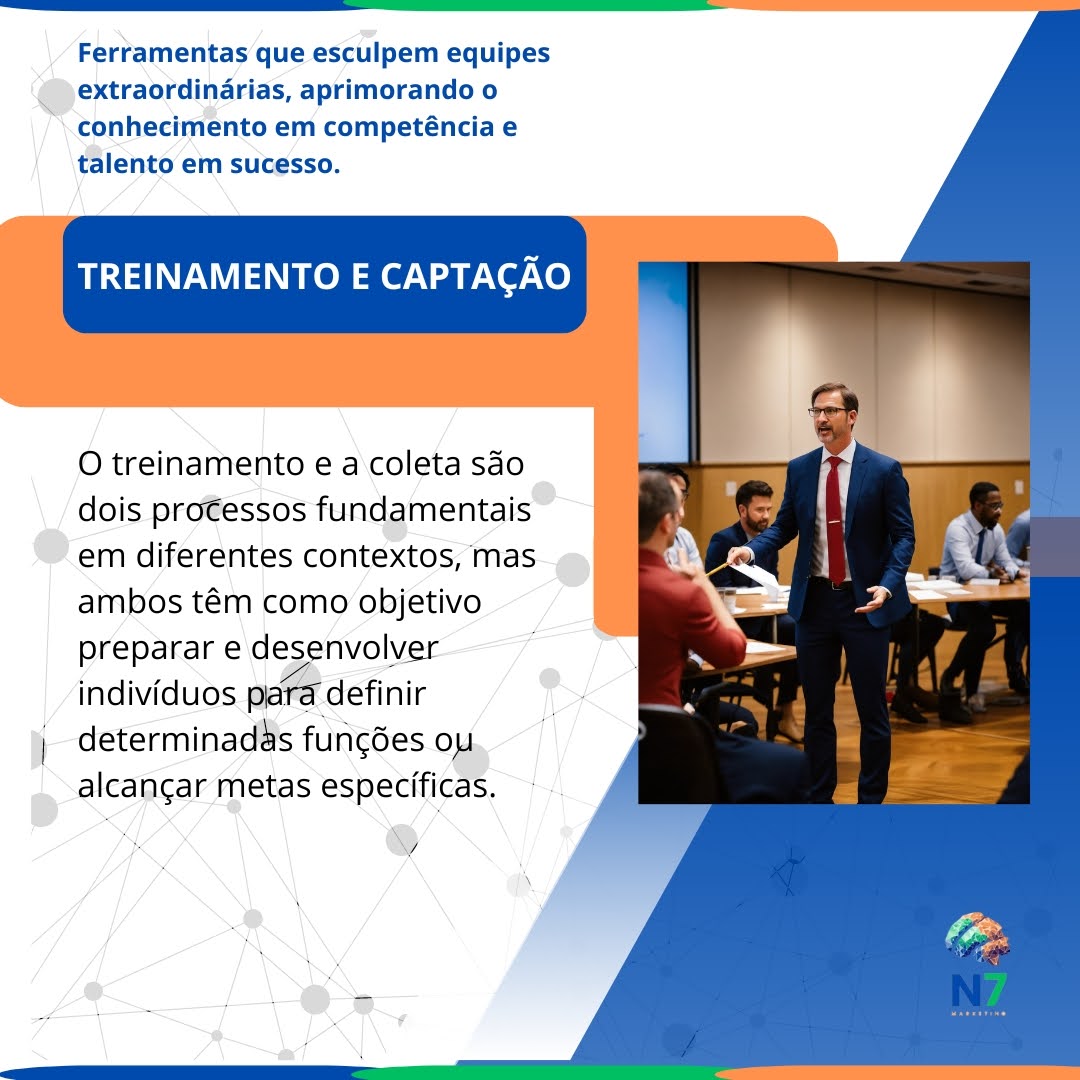 Ferramentas que esculpem equipes
extraordinárias, aprimorando o
conhecimento em competência e
talento em sucesso.
TREINAMENTO E CAPTAÇÃO
O treinamento e a coleta são
dois processos fundamentais
em diferentes contextos, mas
ambos têm como objetivo
preparar e desenvolver
indivíduos para definir
determinadas funções ou
alcançar metas específicas.
N7
MARKETING